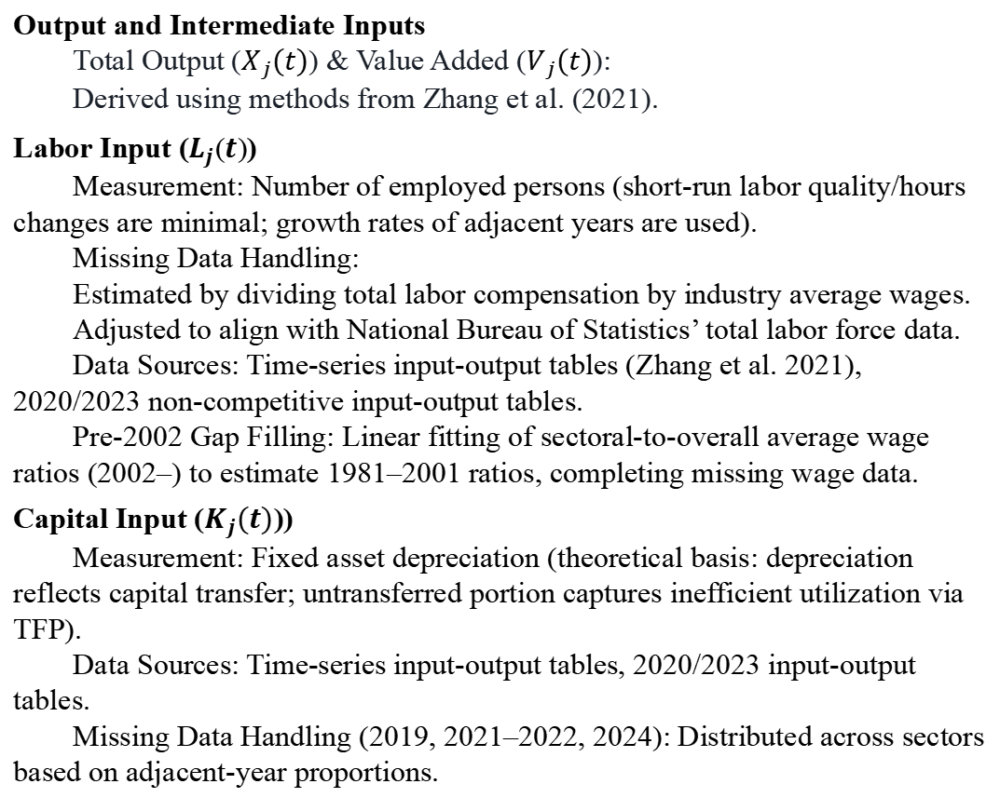 Output and Intermediate Inputs
Total Output (X_j(t)) & Value Added (V_j(t)):
Derived using methods from Zhang et al. (2021).
Labor Input (L_j(t))
Measurement: Number of employed persons (short-run labor quality/hours
changes are minimal; growth rates of adjacent years are used).
Missing Data Handling:
Estimated by dividing total labor compensation by industry average wages.
Adjusted to align with National Bureau of Statistics’ total labor force data.
Data Sources: Time-series input-output tables (Zhang et al. 2021),
2020/2023 non-competitive input-output tables.
Pre-2002 Gap Filling: Linear fitting of sectoral-to-overall average wage
ratios (2002–) to estimate 1981–2001 ratios, completing missing wage data.
Capital Input (K_j(t)))
Measurement: Fixed asset depreciation (theoretical basis: depreciation
reflects capital transfer; untransferred portion captures inefficient utilization via
TFP).
Data Sources: Time-series input-output tables, 2020/2023 input-output
tables.
Missing Data Handling (2019, 2021–2022, 2024): Distributed across sectors
based on adjacent-year proportions.